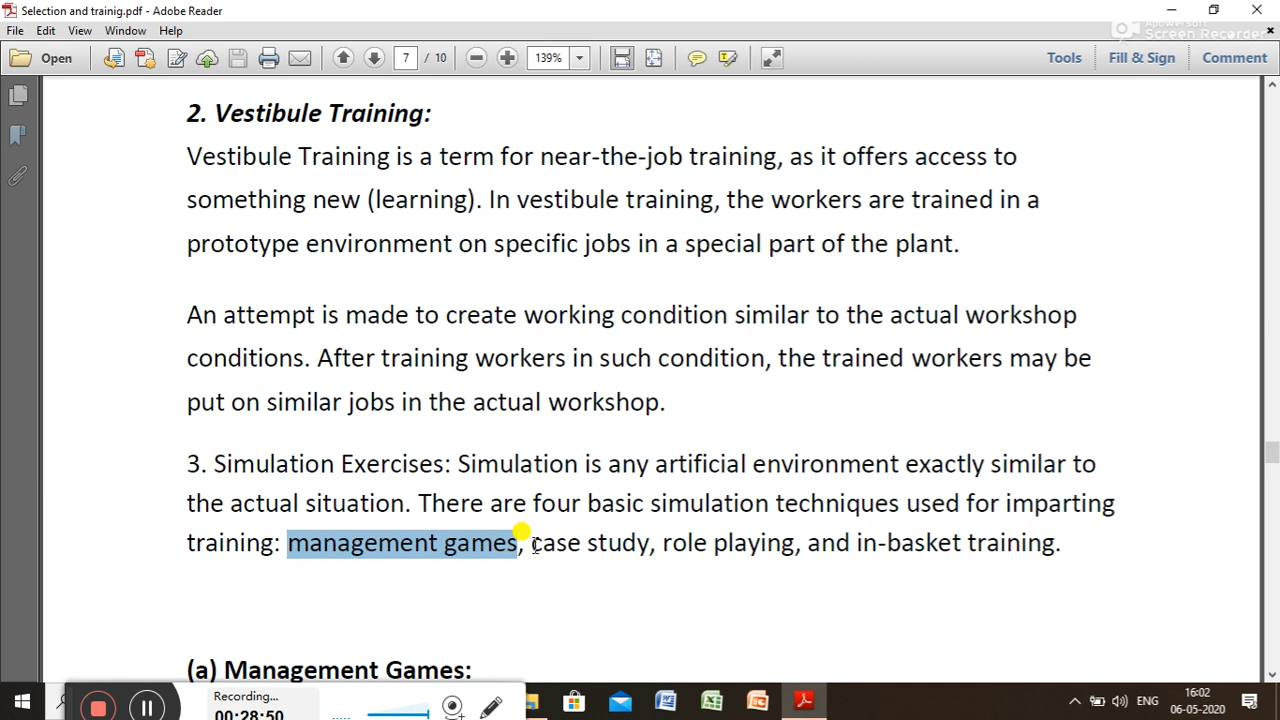 Selection and trainig.pdf - Adobe Reader
File Edit View Window Help
Apowersoft
Screen Recorder
Open 7 / 10 139% Tools Fill & Sign Comment
2. Vestibule Training:
Vestibule Training is a term for near-the-job training, as it offers access to
something new (learning). In vestibule training, the workers are trained in a
prototype environment on specific jobs in a special part of the plant.
An attempt is made to create working condition similar to the actual workshop
conditions. After training workers in such condition, the trained workers may be
put on similar jobs in the actual workshop.
3. Simulation Exercises: Simulation is any artificial environment exactly similar to
the actual situation. There are four basic simulation techniques used for imparting
training: management games, case study, role playing, and in-basket training.
(a) Management Games:
Recording...
00:28:50
ENG
16:02
06-05-2020